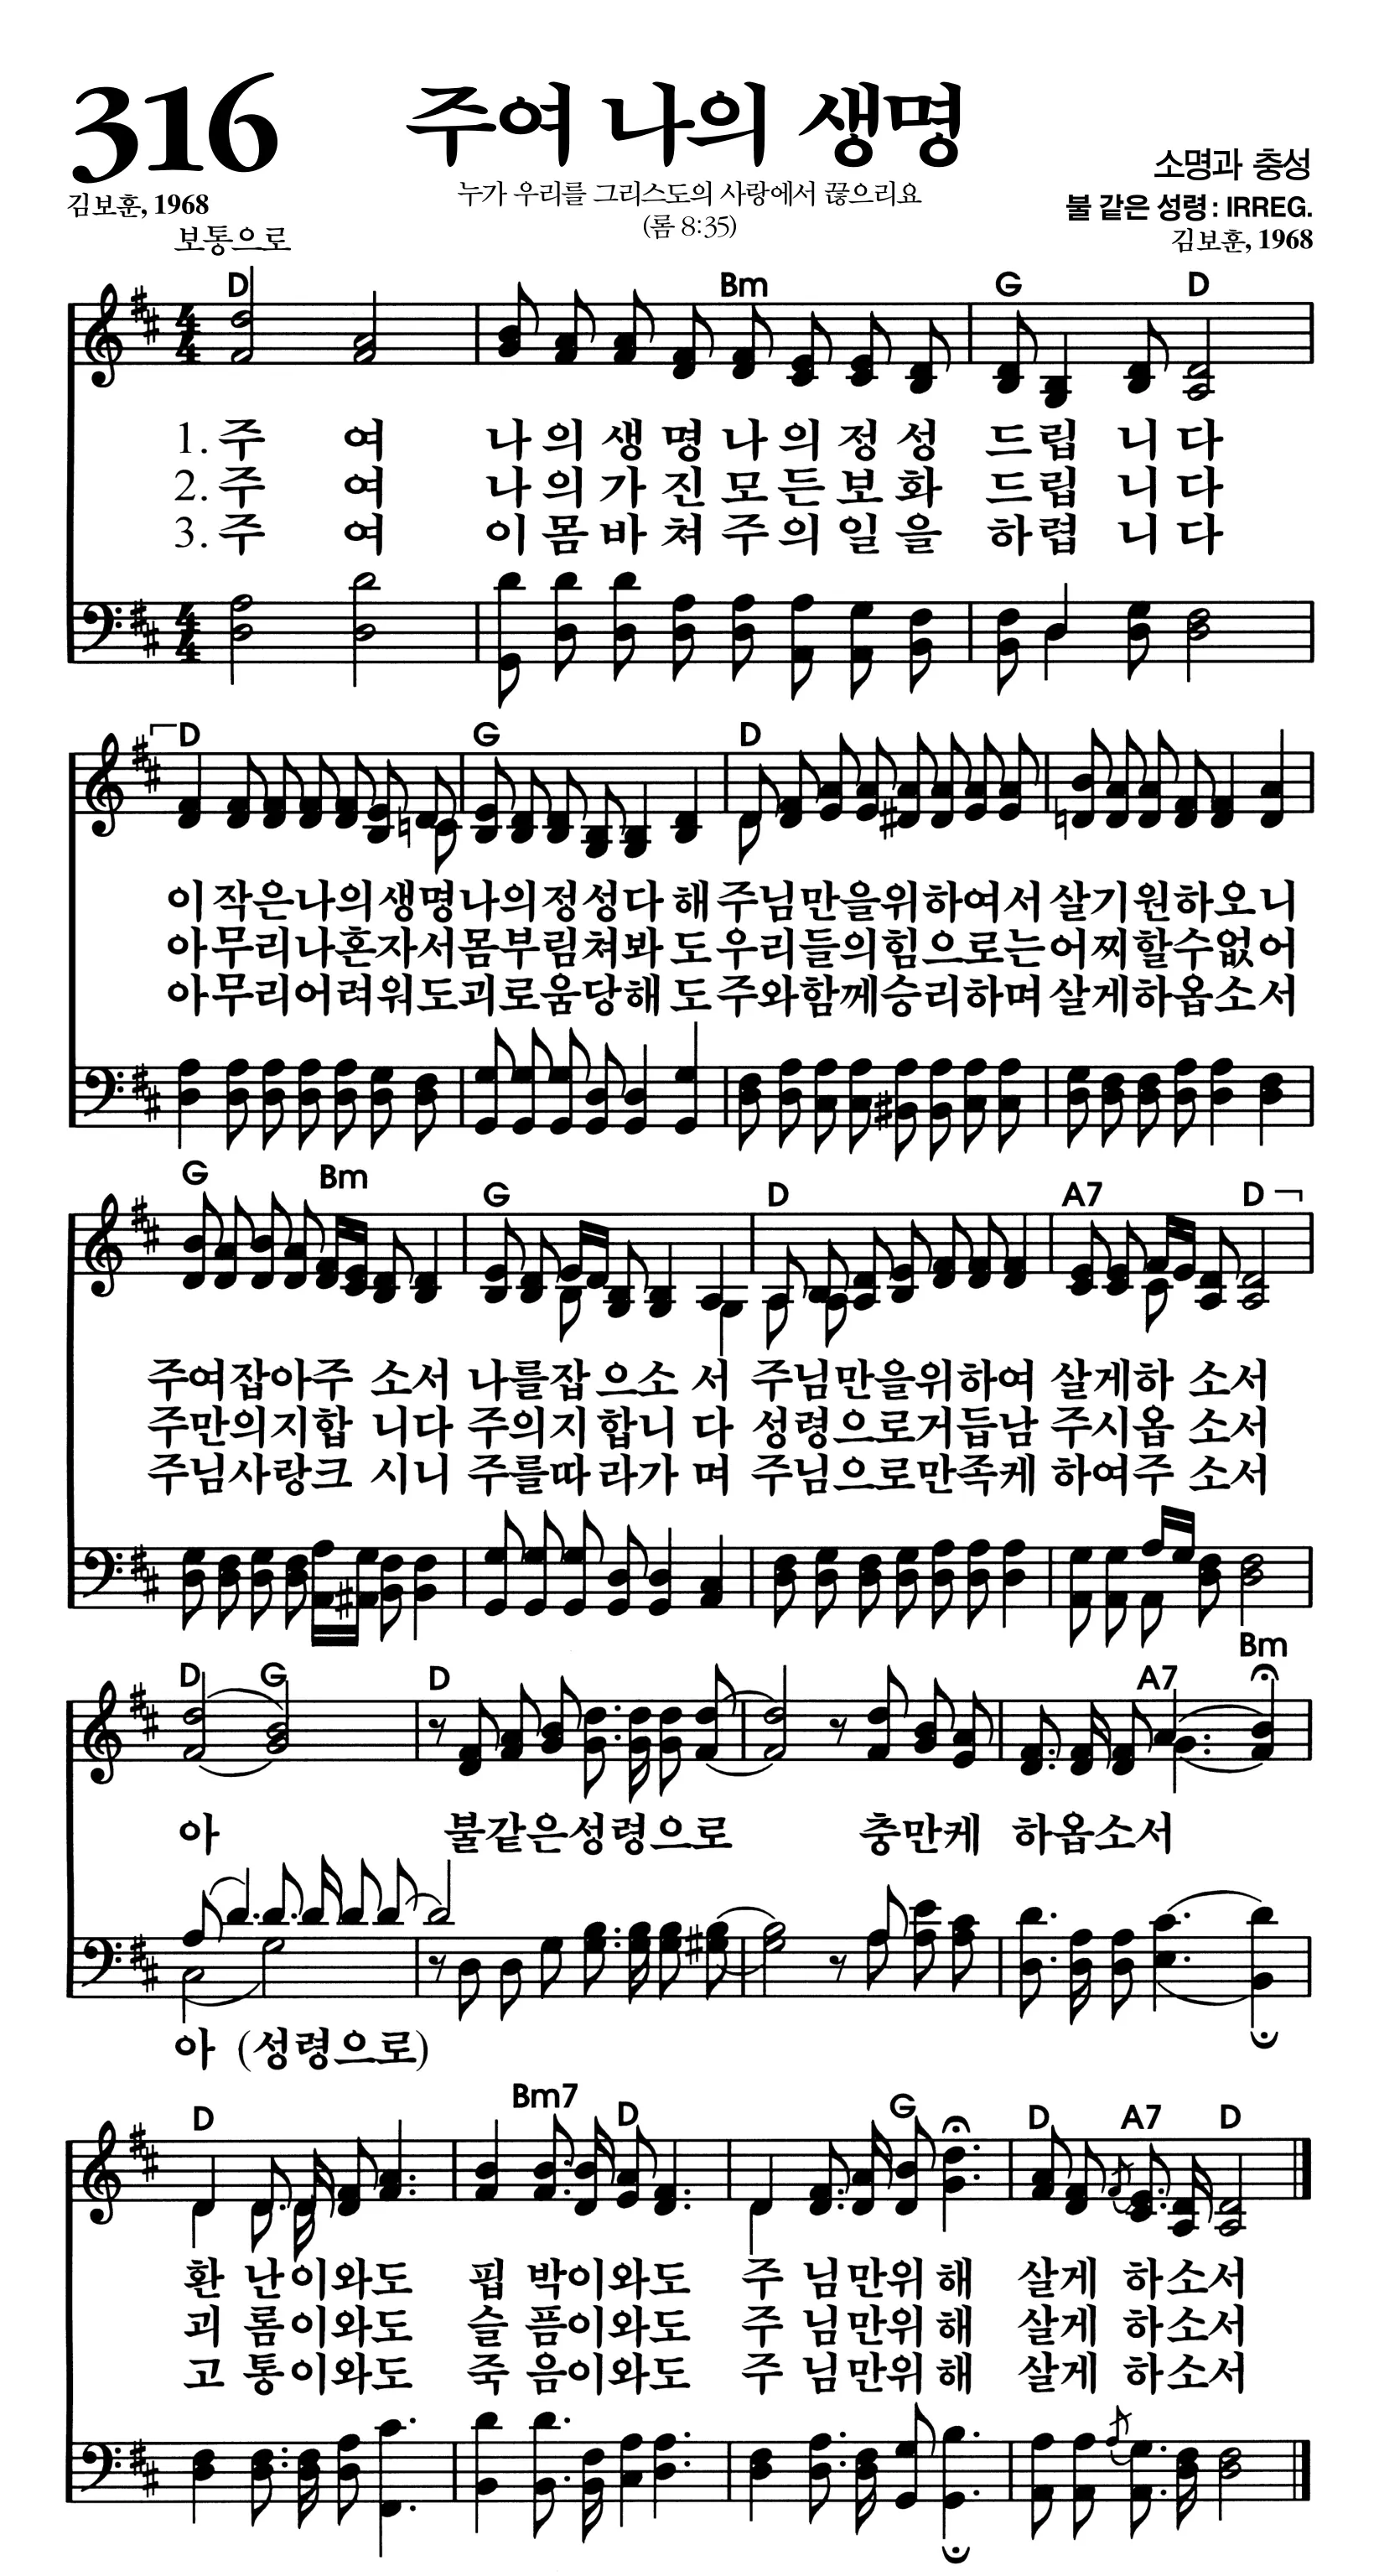 316
주여 나의 생명
소명과 충성
김보훈, 1968
누가 우리를 그리스도의 사랑에서 끊으리요
(롬 8:35)
불 같은 성령 : IRREG.
김보훈, 1968
보통으로
D Bm G D
1. 주 여 나 의 생 명 나 의 정 성 드 립 니 다
2. 주 여 나 의 가 진 모 든 보 화 드 립 니 다
3. 주 여 이 몸 바 쳐 주 의 일 을 하 렵 니 다
D G D
이 작은나의생명나의정성다 해 주님만을위하여서 살기원하오니
아무리나혼자서몸부림쳐봐 도 우리들의힘으로는어찌할수없어
아무리어려워도괴로움당해 도 주와함께승리하며 살게하옵소서
G Bm G D A7 D
주여잡아주 소서 나를잡 으소 서 주님만을위하여 살게하 소서
주만의지합 니다 주의지 합니 다 성령으로거듭남 주시옵 소서
주님사랑크 시니 주를따 라가 며 주님으로만족케 하여주 소서
D G D A7 Bm
아 불같은성령으로 충만케 하옵소서
아 (성령으로)
D Bm7 D G D A7 D
환 난이와도 핍 박이와도 주 님만위 해 살게 하소서
괴 롬이와도 슬 픔이와도 주 님만위 해 살게 하소서
고 통이와도 죽 음이와도 주 님만위 해 살게 하소서